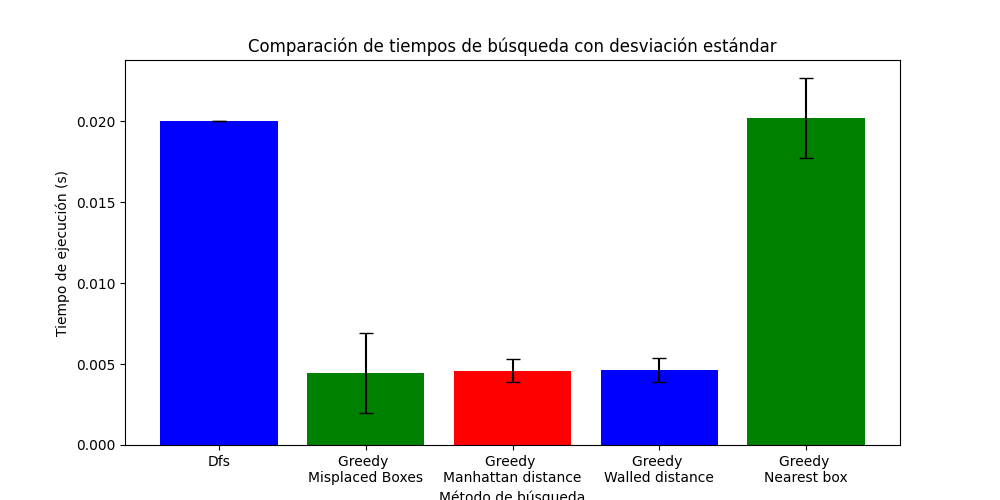 Comparación de tiempos de búsqueda con desviación estándar
Tiempo de ejecución (s)
0.020
0.015
0.010
0.005
0.000
Dfs
Greedy
Misplaced Boxes
Greedy
Manhattan distance
Greedy
Walled distance
Greedy
Nearest box
Método de búsqueda